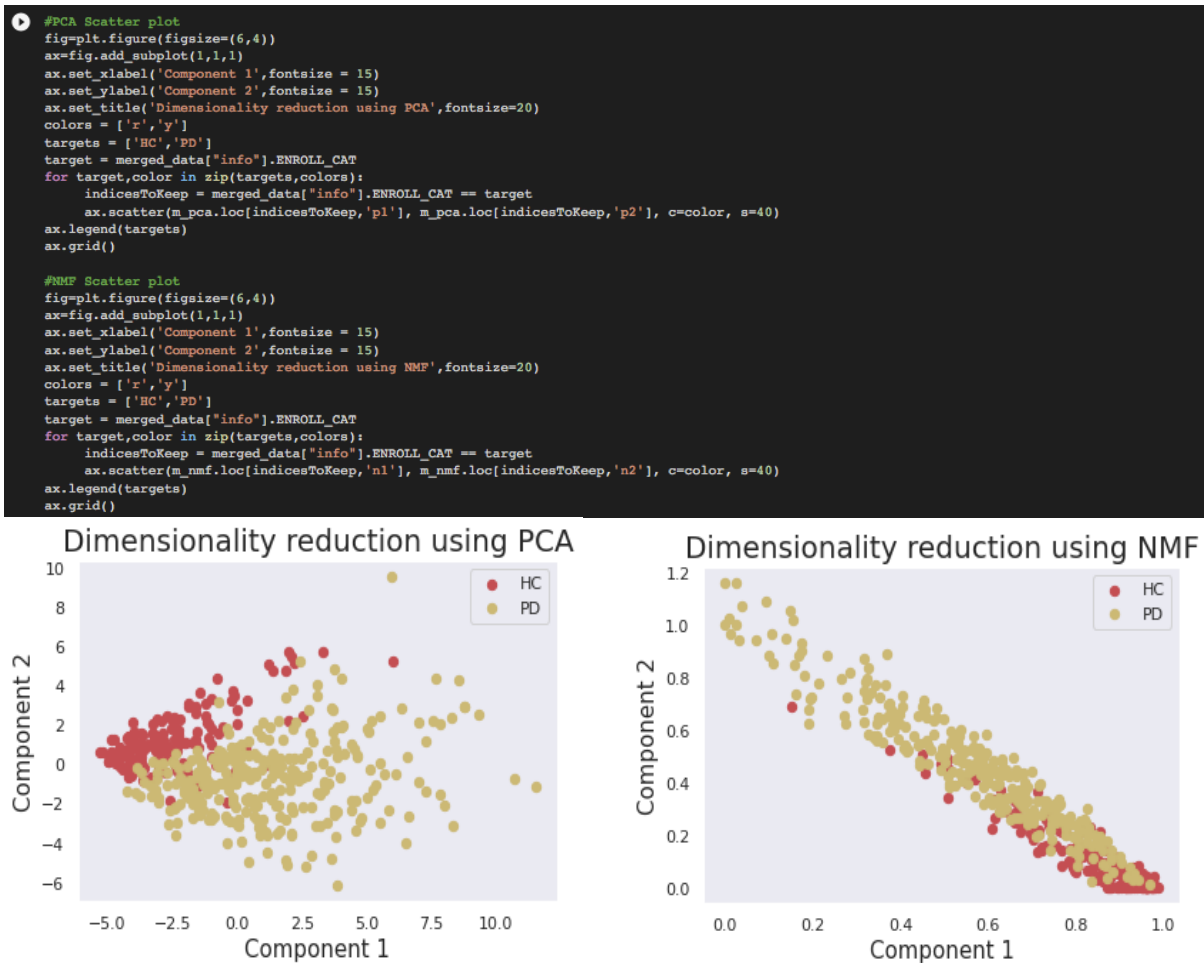 #PCA Scatter plot
fig=plt.figure(figsize=(6,4))
ax=fig.add_subplot(1,1,1)
ax.set_xlabel('Component 1',fontsize = 15)
ax.set_ylabel('Component 2',fontsize = 15)
ax.set_title('Dimensionality reduction using PCA',fontsize=20)
colors = ['r','y']
targets = ['HC','PD']
target = merged_data["info"].ENROLL_CAT
for target,color in zip(targets,colors):
     indicesToKeep = merged_data["info"].ENROLL_CAT == target
     ax.scatter(m_pca.loc[indicesToKeep,'p1'], m_pca.loc[indicesToKeep,'p2'], c=color, s=40)
ax.legend(targets)
ax.grid()

#NMF Scatter plot
fig=plt.figure(figsize=(6,4))
ax=fig.add_subplot(1,1,1)
ax.set_xlabel('Component 1',fontsize = 15)
ax.set_ylabel('Component 2',fontsize = 15)
ax.set_title('Dimensionality reduction using NMF',fontsize=20)
colors = ['r','y']
targets = ['HC','PD']
target = merged_data["info"].ENROLL_CAT
for target,color in zip(targets,colors):
     indicesToKeep = merged_data["info"].ENROLL_CAT == target
     ax.scatter(m_nmf.loc[indicesToKeep,'n1'], m_nmf.loc[indicesToKeep,'n2'], c=color, s=40)
ax.legend(targets)
ax.grid()
Dimensionality reduction using PCA
HC
PD
10
8
6
4
2
0
−2
−4
−6
Component 2
−5.0 −2.5 0.0 2.5 5.0 7.5 10.0
Component 1
Dimensionality reduction using NMF
HC
PD
1.2
1.0
0.8
0.6
0.4
0.2
0.0
Component 2
0.0 0.2 0.4 0.6 0.8 1.0
Component 1